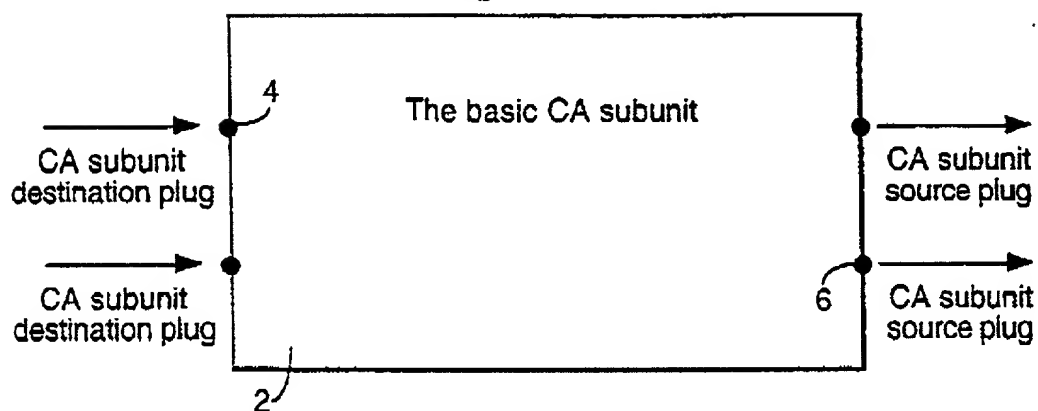 4
The basic CA subunit
CA subunit
destination plug
CA subunit
source plug
CA subunit
destination plug
6
CA subunit
source plug
2